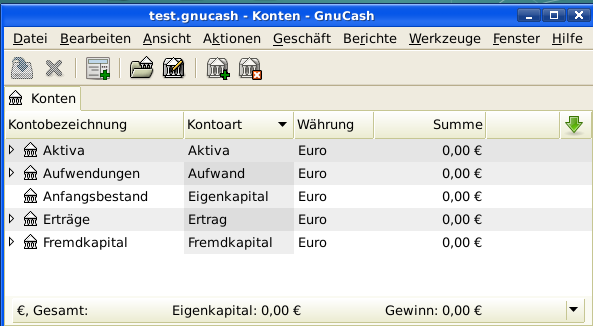 test.gnucash - Konten - GnuCash
Datei Bearbeiten Ansicht Aktionen Geschäft Berichte Werkzeuge Fenster Hilfe
Konten
Kontobezeichnung Kontoart Währung Summe
Aktiva Aktiva Euro 0,00 €
Aufwendungen Aufwand Euro 0,00 €
Anfangsbestand Eigenkapital Euro 0,00 €
Erträge Ertrag Euro 0,00 €
Fremdkapital Fremdkapital Euro 0,00 €
€, Gesamt: Eigenkapital: 0,00 € Gewinn: 0,00 €